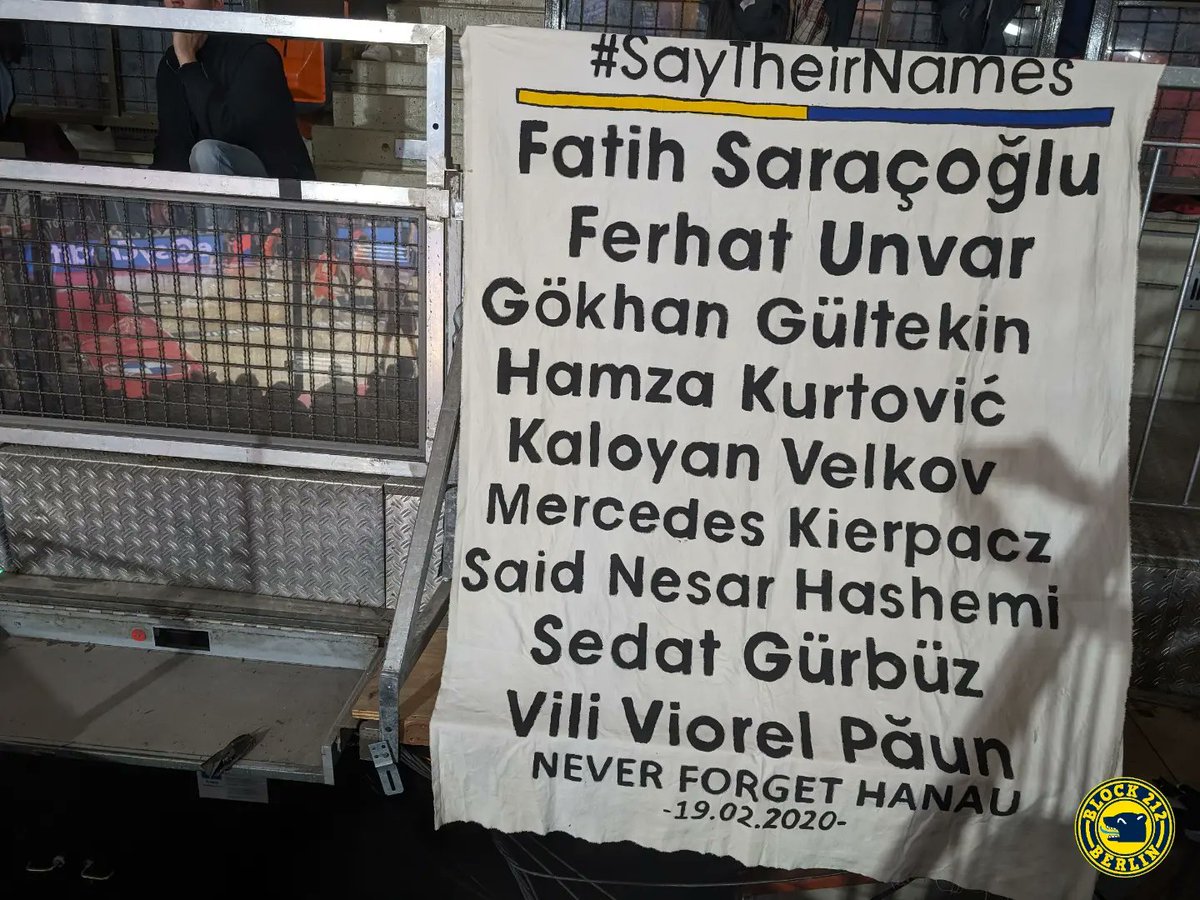 #SayTheirNames
Fatih Saraçoğlu
Ferhat Unvar
Gökhan Gültekin
Hamza Kurtović
Kaloyan Velkov
Mercedes Kierpacz
Said Nesar Hashemi
Sedat Gürbüz
Vili Viorel Păun
NEVER FORGET HANAU
-19.02.2020-
BLOCK 212
BERLIN